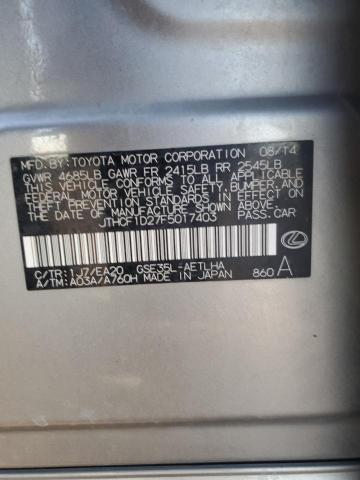 MFD.BY: TOYOTA MOTOR CORPORATION 08/14
GVWR 4685LB GAWR FR 2415LB RR 2545LB
THIS VEHICLE CONFORMS TO ALL APPLICABLE
FEDERAL MOTOR VEHICLE SAFETY, BUMPER, AND
THEFT PREVENTION STANDARDS IN EFFECT ON
THE DATE OF MANUFACTURE SHOWN ABOVE.
JTHCF1D27F5017403 PASS.CAR
C/TR: 1J7/EA20 GSE35L-AETLHA
A/TM: A03A/A760H MADE IN JAPAN 860 A